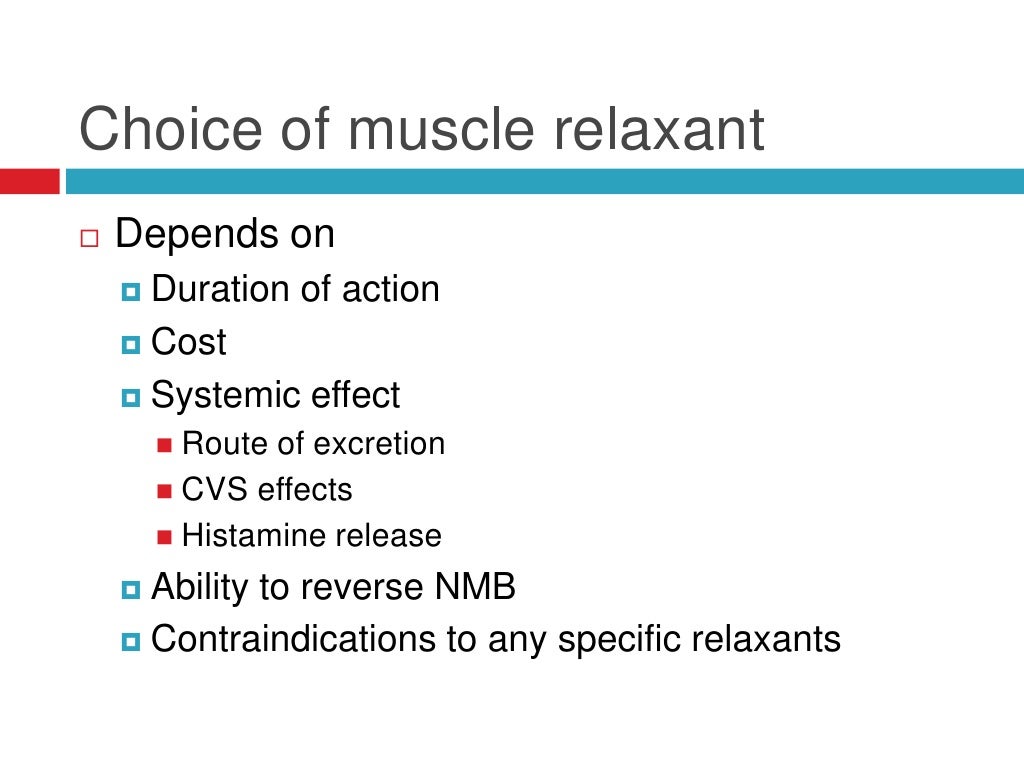 Choice of muscle relaxant
Depends on
Duration of action
Cost
Systemic effect
Route of excretion
CVS effects
Histamine release
Ability to reverse NMB
Contraindications to any specific relaxants